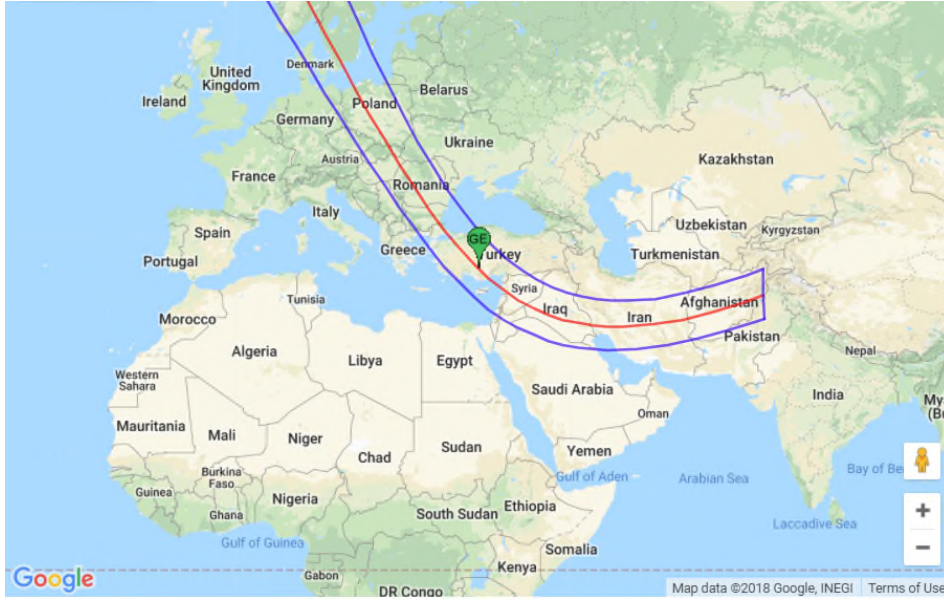 Denmark
United
Kingdom
Ireland
Belarus
Poland
Germany
Ukraine
Austria
Kazakhstan
France
Romania
Italy
Spain
Portugal
Greece
GE
Turkey
Uzbekistan
Kyrgyzstan
Turkmenistan
Syria
Tunisia
Iraq
Iran
Afghanistan
Morocco
Pakistan
Algeria
Libya
Egypt
Nepal
Western
Sahara
Saudi Arabia
India
My
(Bu
Oman
Mauritania
Mali
Niger
Chad
Sudan
Yemen
Burkina
Faso
Gulf of Aden
Arabian Sea
Bay of Be
Guinea
Nigeria
Ghana
South Sudan
Ethiopia
Laccadive Sea
Gulf of Guinea
Somalia
Kenya
Gabon
DR Congo
Google
Map data ©2018 Google, INEGI
Terms of Use